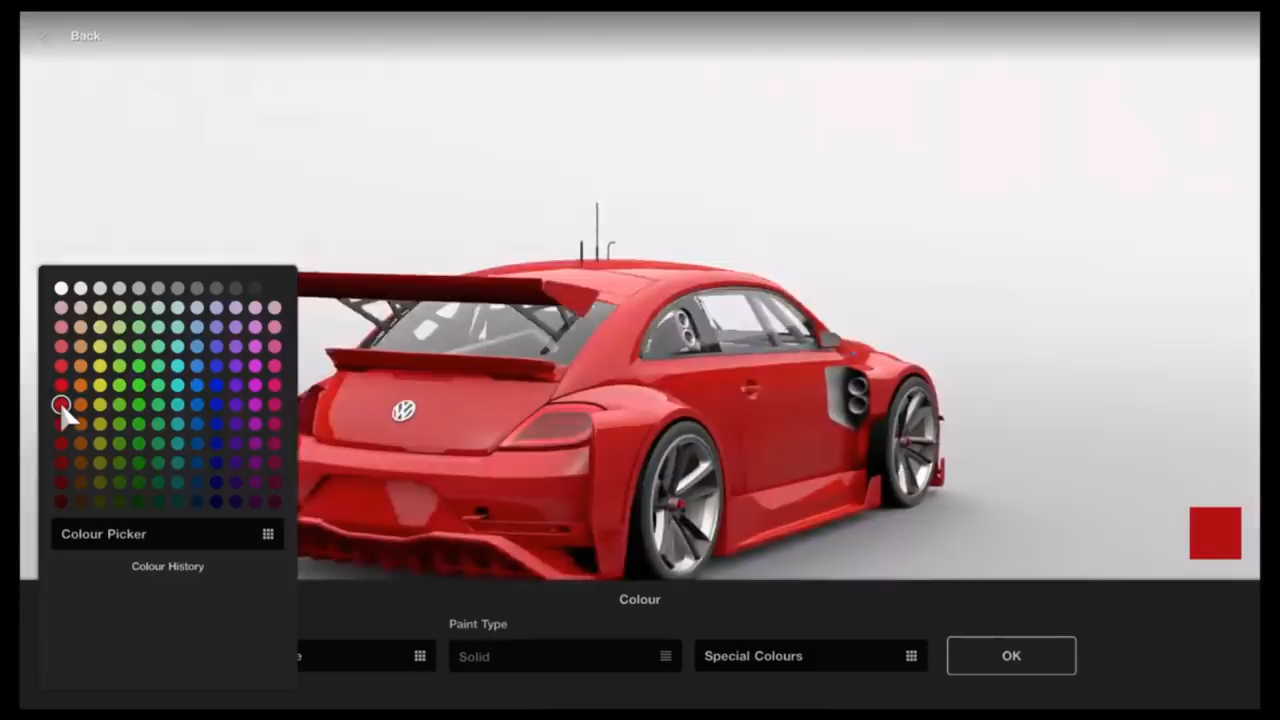 Back
Colour Picker
Colour History
Colour
Paint Type
e
Solid
Special Colours
OK